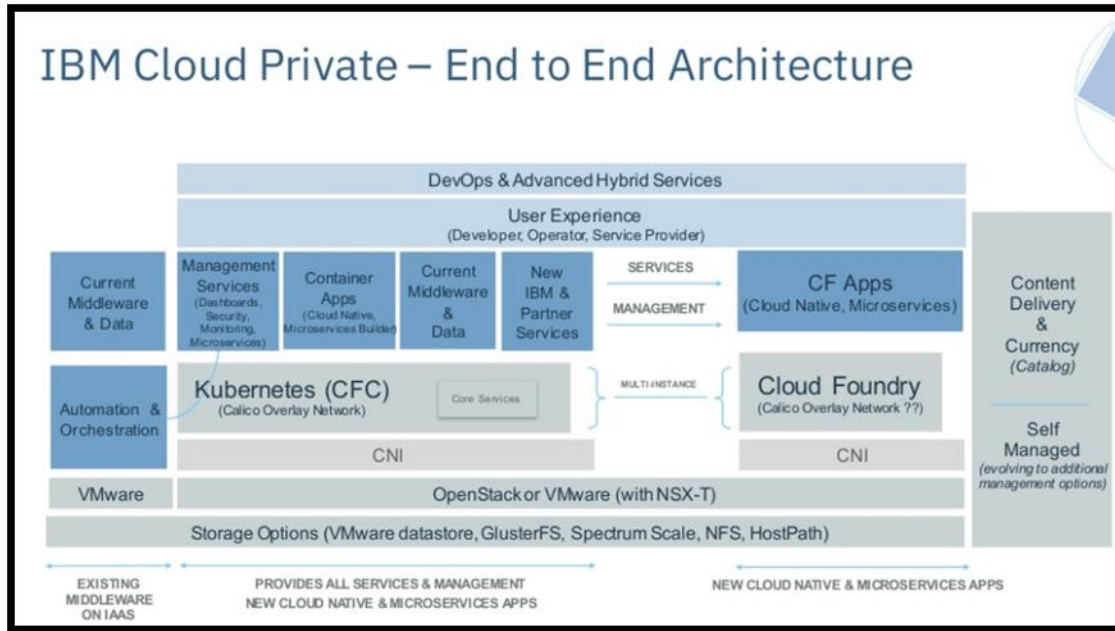 IBM Cloud Private – End to End Architecture
DevOps & Advanced Hybrid Services
User Experience
(Developer, Operator, Service Provider)
Current
Middleware
& Data
Management
Services
(Dashboards,
Security,
Monitoring,
Microservices)
Container
Apps
(Cloud Native,
Microservices Builder)
Current
Middleware
&
Data
New
IBM &
Partner
Services
SERVICES
MANAGEMENT
CF Apps
(Cloud Native, Microservices)
Content
Delivery
&
Currency
(Catalog)
Self
Managed
(evolving to additional
management options)
Automation &
Orchestration
Kubernetes (CFC)
(Calico Overlay Network)
Core Services
MULTI-INSTANCE
Cloud Foundry
(Calico Overlay Network ??)
CNI
CNI
VMware
OpenStack or VMware (with NSX-T)
Storage Options (VMware datastore, GlusterFS, Spectrum Scale, NFS, HostPath)
EXISTING
MIDDLEWARE
ON IAAS
PROVIDES ALL SERVICES & MANAGEMENT
NEW CLOUD NATIVE & MICROSERVICES APPS
NEW CLOUD NATIVE & MICROSERVICES APPS